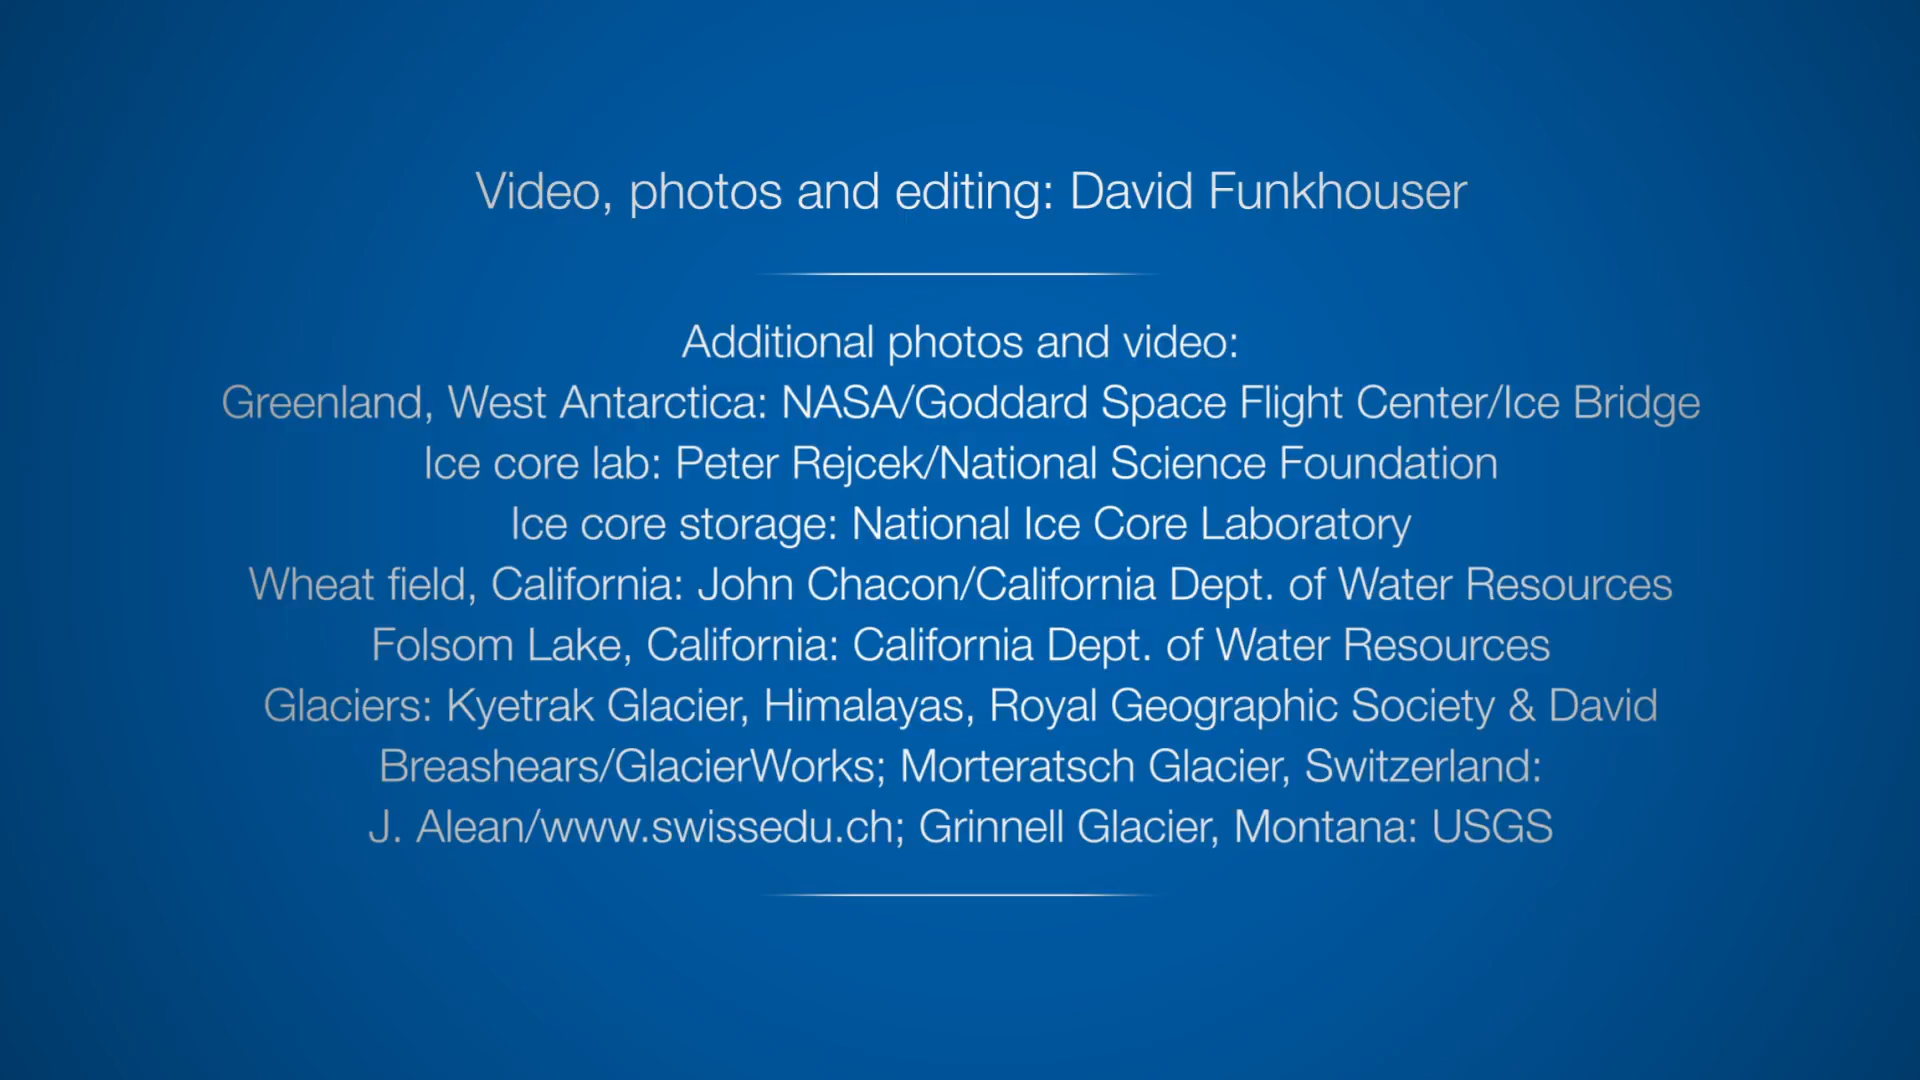 Video, photos and editing: David Funkhouser
Additional photos and video:
Greenland, West Antarctica: NASA/Goddard Space Flight Center/Ice Bridge
Ice core lab: Peter Rejcek/National Science Foundation
Ice core storage: National Ice Core Laboratory
Wheat field, California: John Chacon/California Dept. of Water Resources
Folsom Lake, California: California Dept. of Water Resources
Glaciers: Kyetrak Glacier, Himalayas, Royal Geographic Society & David
Breashears/GlacierWorks; Morteratsch Glacier, Switzerland:
J. Alean/www.swissedu.ch; Grinnell Glacier, Montana: USGS